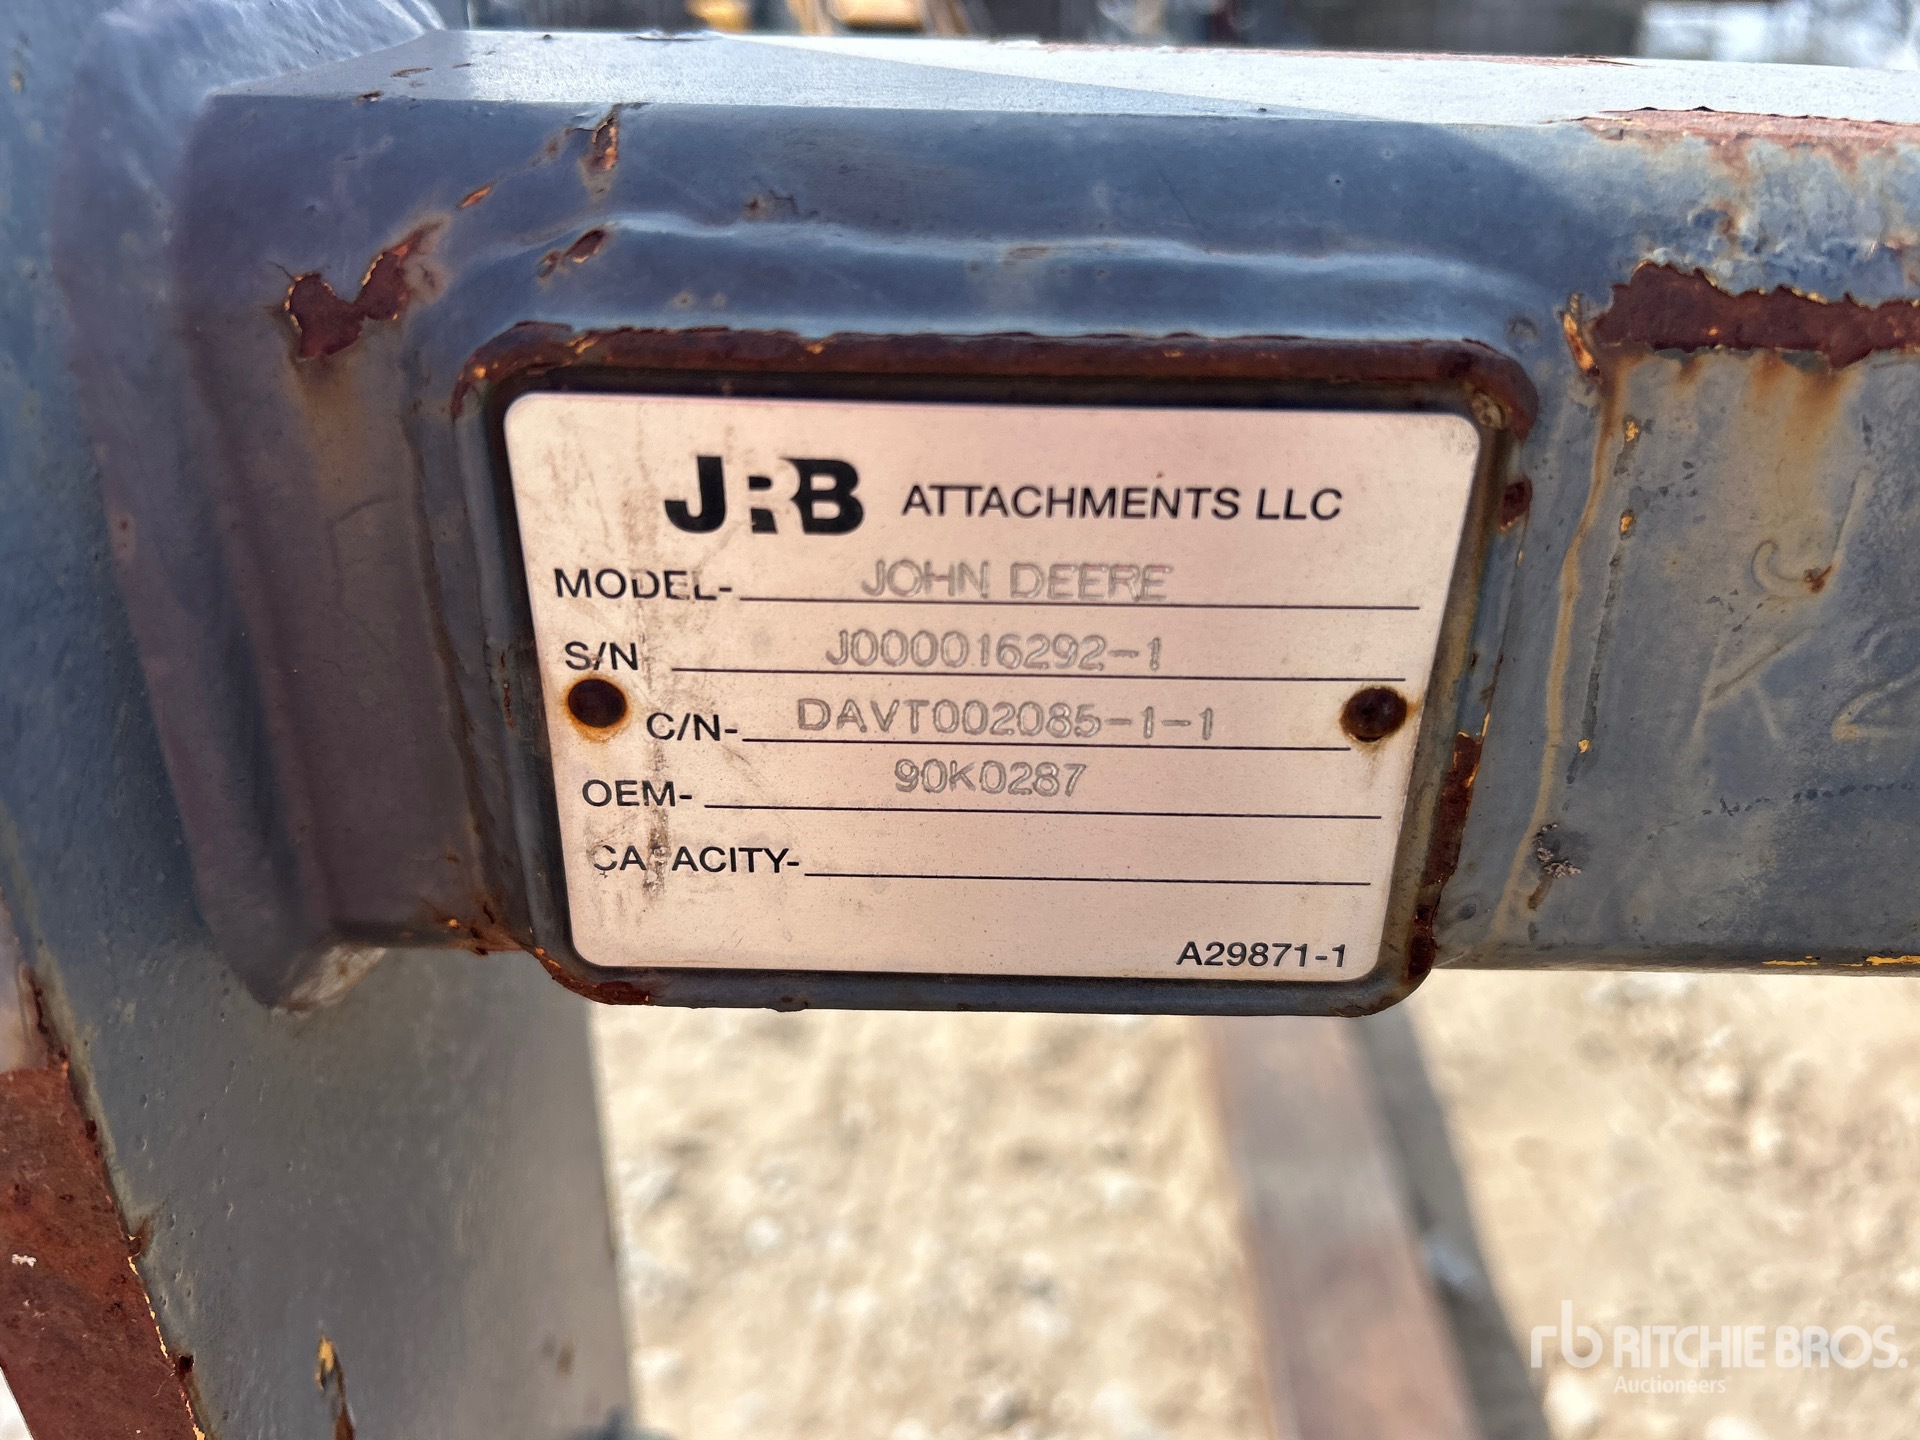 JRB ATTACHMENTS LLC
MODEL- JOHN DEERE
S/N J000016292-1
C/N- DAVT002085-1-1
OEM- 90K0287
CAPACITY-
A29871-1
rb RITCHIE BROS.
Auctioneers